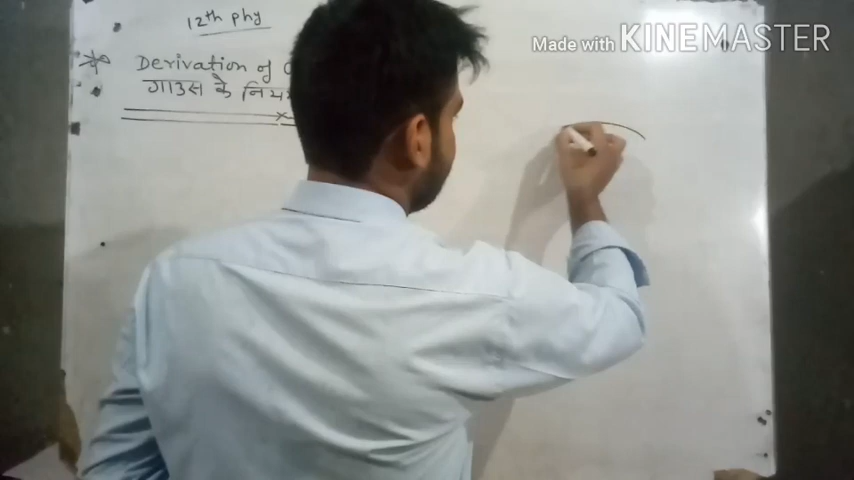 12th phy
Made with KINEMASTER
Derivation of
गाउस के